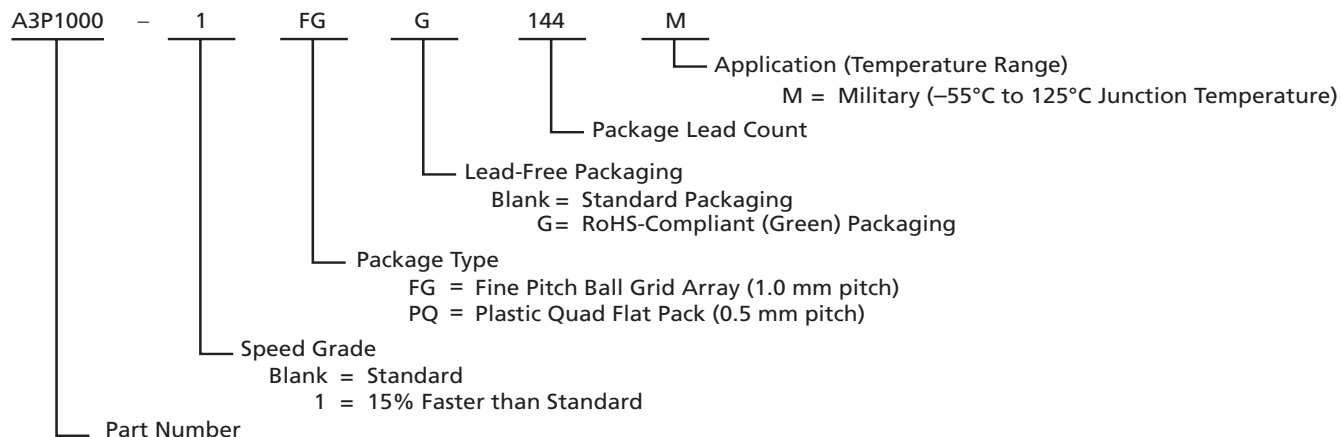 A3P1000 – 1 FG G 144 M
Application (Temperature Range)
M = Military (–55°C to 125°C Junction Temperature)
Package Lead Count
Lead-Free Packaging
Blank = Standard Packaging
G= RoHS-Compliant (Green) Packaging
Package Type
FG = Fine Pitch Ball Grid Array (1.0 mm pitch)
PQ = Plastic Quad Flat Pack (0.5 mm pitch)
Speed Grade
Blank = Standard
1 = 15% Faster than Standard
Part Number